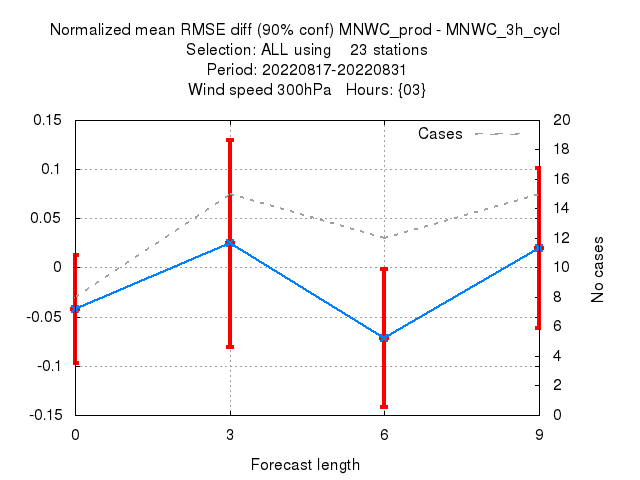 Normalized mean RMSE diff (90% conf) MNWC_prod - MNWC_3h_cycl
Selection: ALL using    23 stations
Period: 20220817-20220831
Wind speed 300hPa   Hours: {03}
0.15
0.1
0.05
0
-0.05
-0.1
-0.15
Cases
20
18
16
14
12
10
8
6
4
2
0
No cases
0 3 6 9
Forecast length